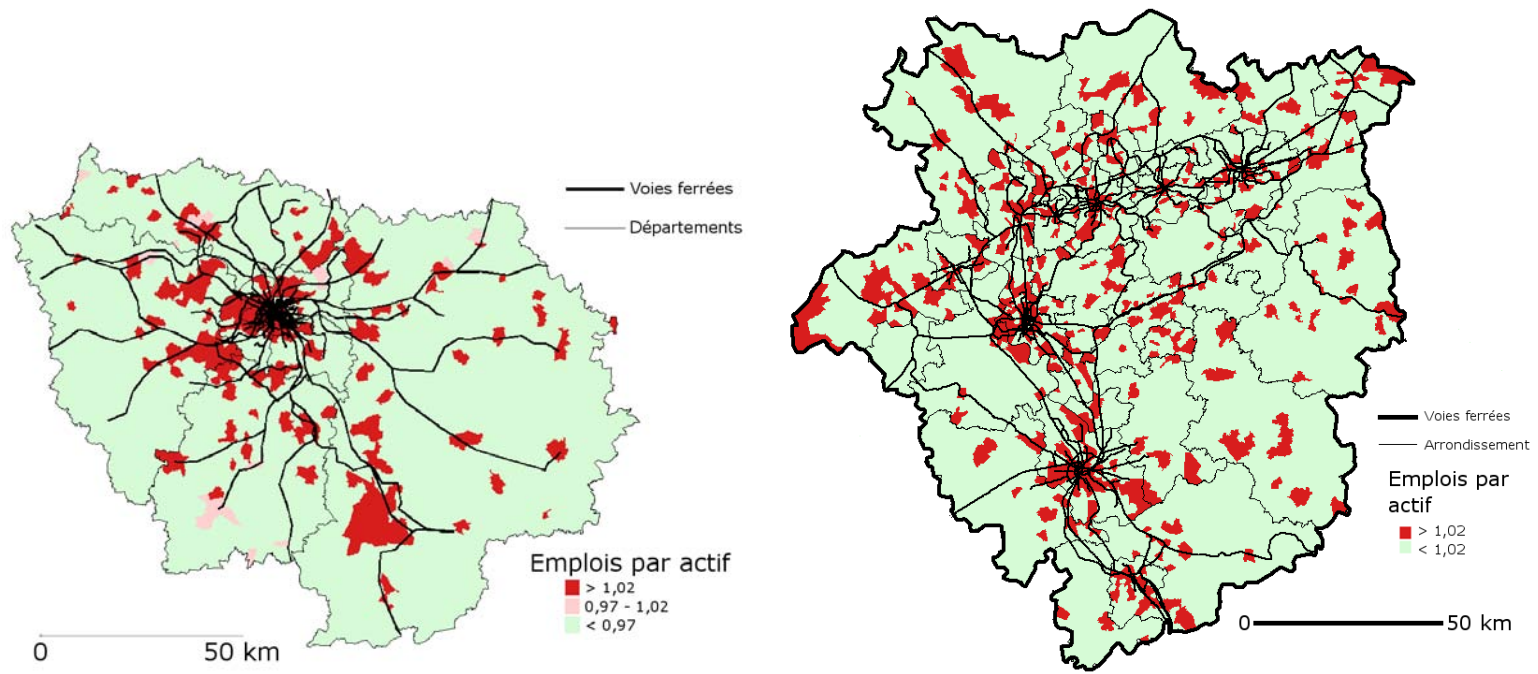 Voies ferrées
Départements
Emplois par actif
> 1,02
0,97 - 1,02
< 0,97
0 50 km
Voies ferrées
Arrondissement
Emplois par
actif
> 1,02
< 1,02
0 50 km